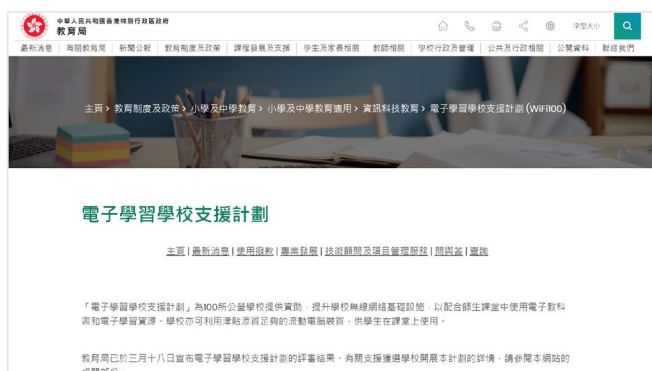 中華人民共和國香港特別行政區政府
教育局
字型大小
最新消息 有關教育局 新聞公報 教育制度及政策 課程發展及支援 學生及家長相關 教師相關 學校行政及管理 公共及行政相關 公開資料 聯絡我們
主頁 > 教育制度及政策 > 小學及中學教育 > 小學及中學教育適用 > 資訊科技教育 > 電子學習學校支援計劃 (WiFi100)
電子學習學校支援計劃
主頁 | 最新消息 | 使用撥款 | 專業發展 | 技術顧問及項目管理服務 | 問與答 | 查詢
「電子學習學校支援計劃」為100所公營學校提供資助，提升學校無線網絡基礎設施，以配合師生課堂中使用電子教科
書和電子學習資源。學校亦可利用津貼添置足夠的流動電腦裝置，供學生在課堂上使用。
教育局已於三月十八日宣布電子學習學校支援計劃的評審結果。有關支援獲選學校開展本計劃的詳情，請參閱本網站的